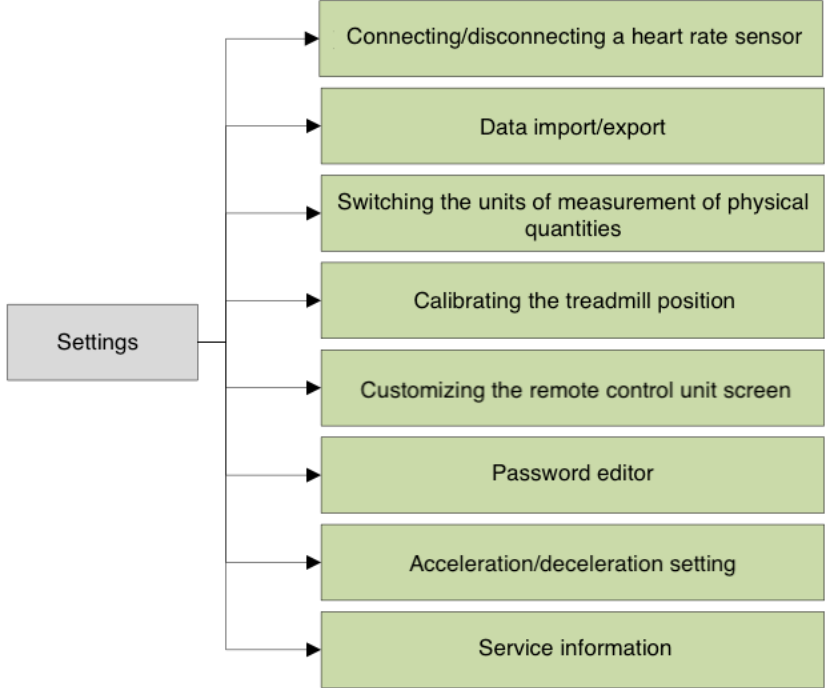 Connecting/disconnecting a heart rate sensor
Data import/export
Switching the units of measurement of physical
quantities
Calibrating the treadmill position
Settings
Customizing the remote control unit screen
Password editor
Acceleration/deceleration setting
Service information